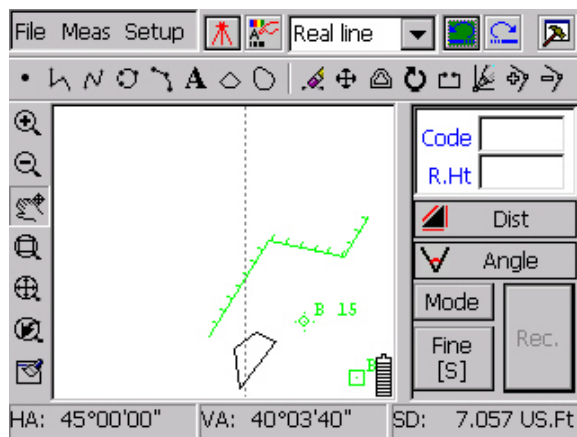 File Meas Setup Real line
A
Code
R.Ht
Dist
Angle
Mode
Fine [S]
Rec.
B 15
B
HA: 45°00'00" VA: 40°03'40" SD: 7.057 US.Ft